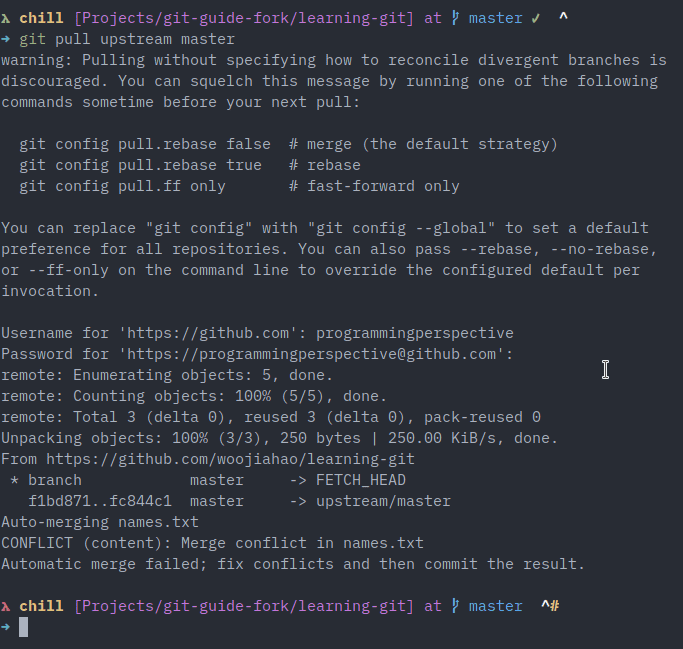 λ chill [Projects/git-guide-fork/learning-git] at master ✓ ^
➜ git pull upstream master
warning: Pulling without specifying how to reconcile divergent branches is
discouraged. You can squelch this message by running one of the following
commands sometime before your next pull:
git config pull.rebase false # merge (the default strategy)
git config pull.rebase true # rebase
git config pull.ff only # fast-forward only
You can replace "git config" with "git config --global" to set a default
preference for all repositories. You can also pass --rebase, --no-rebase,
or --ff-only on the command line to override the configured default per
invocation.
Username for 'https://github.com': programmingperspective
Password for 'https://programmingperspective@github.com':
remote: Enumerating objects: 5, done.
remote: Counting objects: 100% (5/5), done.
remote: Total 3 (delta 0), reused 3 (delta 0), pack-reused 0
Unpacking objects: 100% (3/3), 250 bytes | 250.00 KiB/s, done.
From https://github.com/woojiahao/learning-git
* branch master -> FETCH_HEAD
f1bd871..fc844c1 master -> upstream/master
Auto-merging names.txt
CONFLICT (content): Merge conflict in names.txt
Automatic merge failed; fix conflicts and then commit the result.
λ chill [Projects/git-guide-fork/learning-git] at master ^#
➜